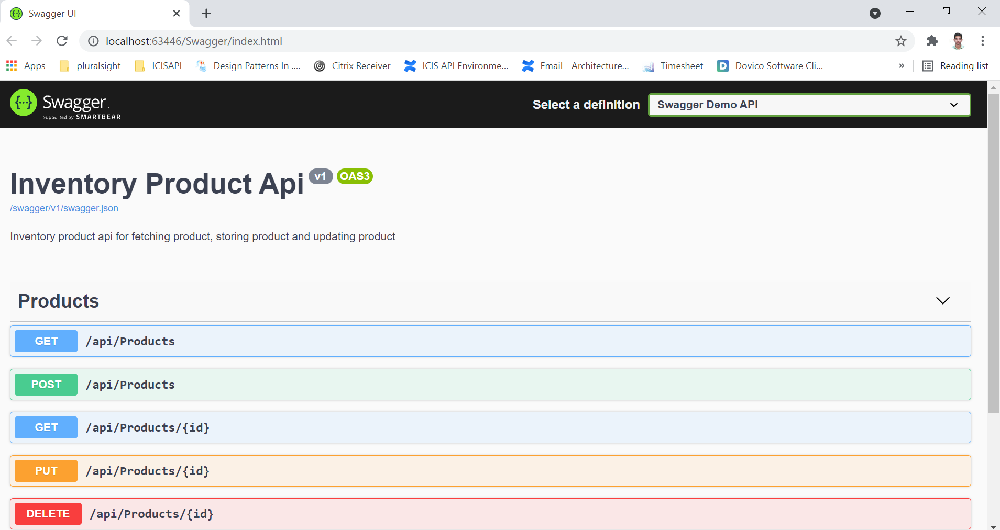 Swagger UI
localhost:63446/Swagger/index.html
Apps pluralsight ICISAPI Design Patterns In .... Citrix Receiver ICIS API Environme... Email - Architecture... Timesheet Dovico Software Cli... » Reading list
{···} Swagger™ Select a definition Swagger Demo API
Supported by SMARTBEAR
Inventory Product Api v1 OAS3
/swagger/v1/swagger.json
Inventory product api for fetching product, storing product and updating product
Products
GET /api/Products
POST /api/Products
GET /api/Products/{id}
PUT /api/Products/{id}
DELETE /api/Products/{id}